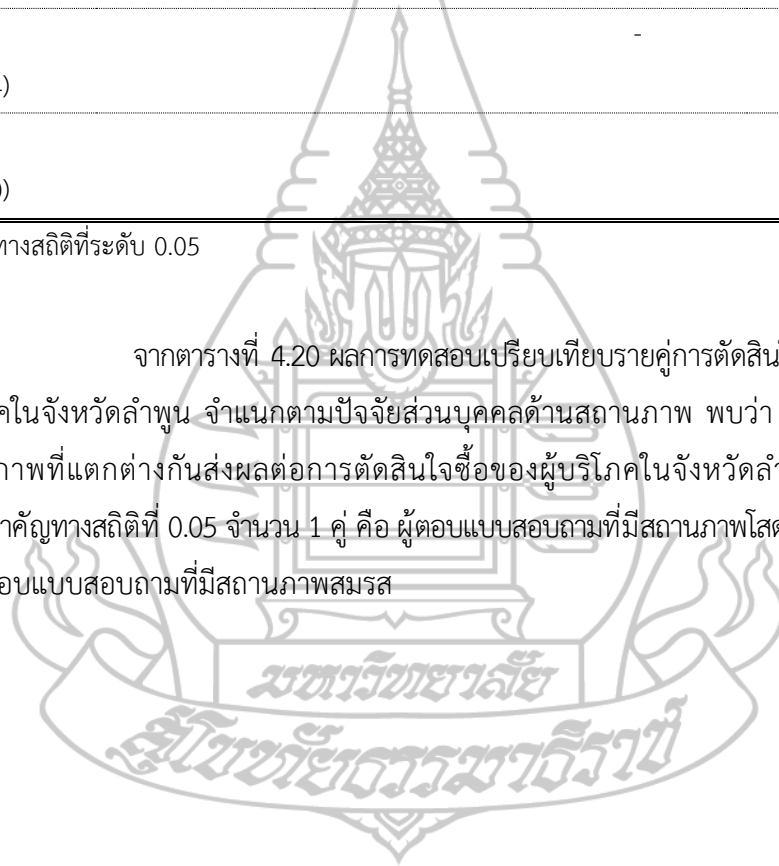 -
)
)
ทางสถิติที่ระดับ 0.05
จากตารางที่ 4.20 ผลการทดสอบเปรียบเทียบรายคู่การตัดสิน
คในจังหวัดลำพูน จำแนกตามปัจจัยส่วนบุคคลด้านสถานภาพ พบว่า
ภาพที่แตกต่างกันส่งผลต่อการตัดสินใจซื้อของผู้บริโภคในจังหวัดลำ
ำคัญทางสถิติที่ 0.05 จำนวน 1 คู่ คือ ผู้ตอบแบบสอบถามที่มีสถานภาพโสด
อบแบบสอบถามที่มีสถานภาพสมรส
มหาวิทยาลัย
สุโขทัยธรรมาธิราช